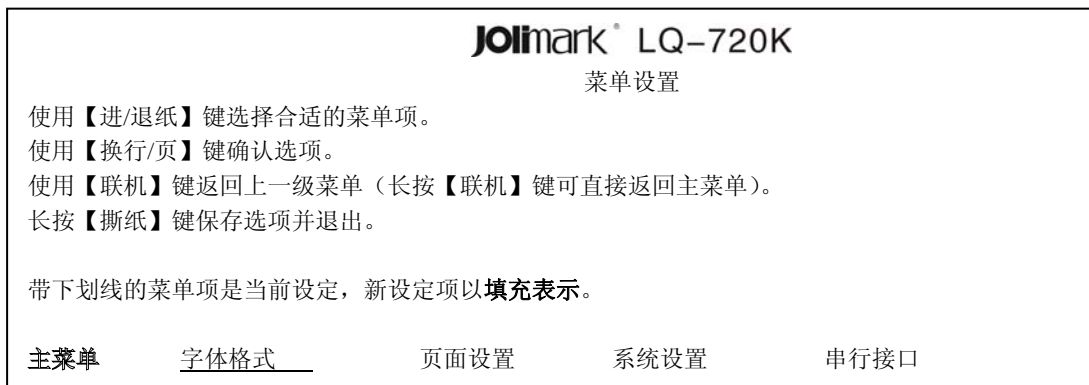 Jolimark® LQ-720K
菜单设置
使用【进/退纸】键选择合适的菜单项。
使用【换行/页】键确认选项。
使用【联机】键返回上一级菜单（长按【联机】键可直接返回主菜单）。
长按【撕纸】键保存选项并退出。
带下划线的菜单项是当前设定，新设定项以填充表示。
主菜单 字体格式 页面设置 系统设置 串行接口